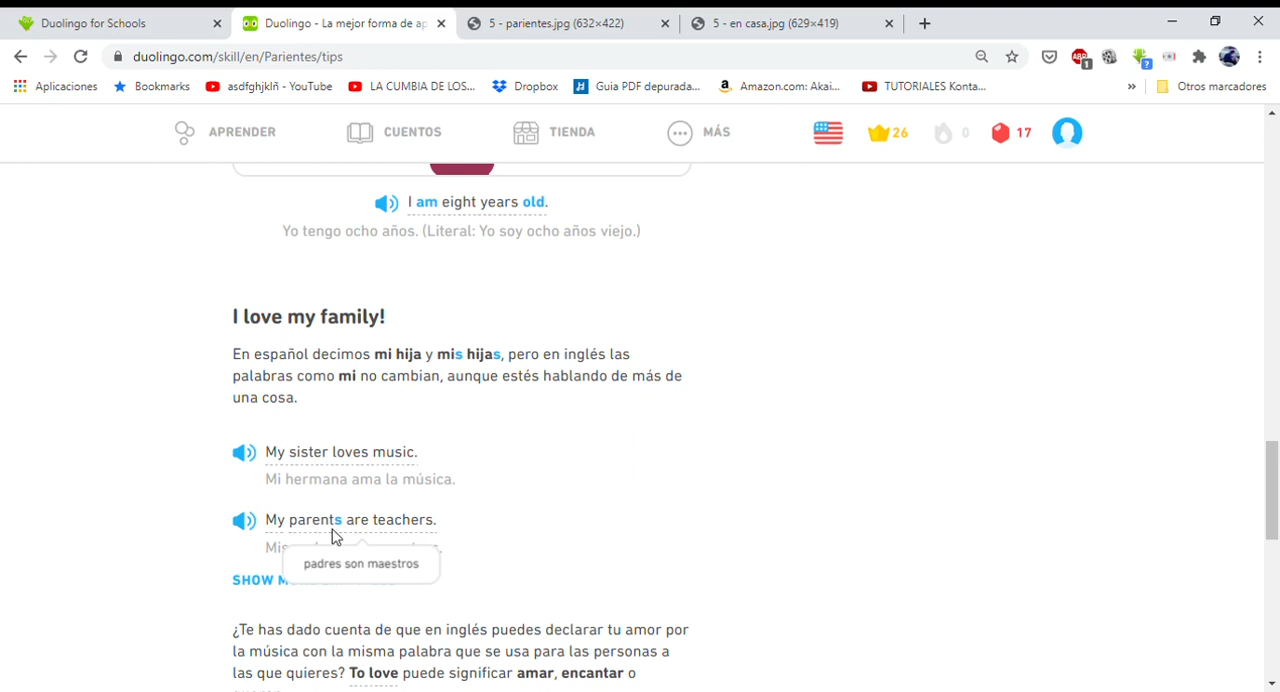 Duolingo for Schools
Duolingo - La mejor forma de ap
5 - parientes.jpg (632×422)
5 - en casa.jpg (629×419)
duolingo.com/skill/en/Parientes/tips
ABP
1
?
Aplicaciones
Bookmarks
asdfghjklñ - YouTube
LA CUMBIA DE LOS...
Dropbox
Guia PDF depurada...
Amazon.com: Akai...
TUTORIALES Konta...
»
Otros marcadores
APRENDER
CUENTOS
TIENDA
MÁS
26
0
17
I am eight years old.
Yo tengo ocho años. (Literal: Yo soy ocho años viejo.)
I love my family!
En español decimos mi hija y mis hijas, pero en inglés las
palabras como mi no cambian, aunque estés hablando de más de
una cosa.
My sister loves music.
Mi hermana ama la música.
My parents are teachers.
Mis
padres son maestros
SHOW
¿Te has dado cuenta de que en inglés puedes declarar tu amor por
la música con la misma palabra que se usa para las personas a
las que quieres? To love puede significar amar, encantar o